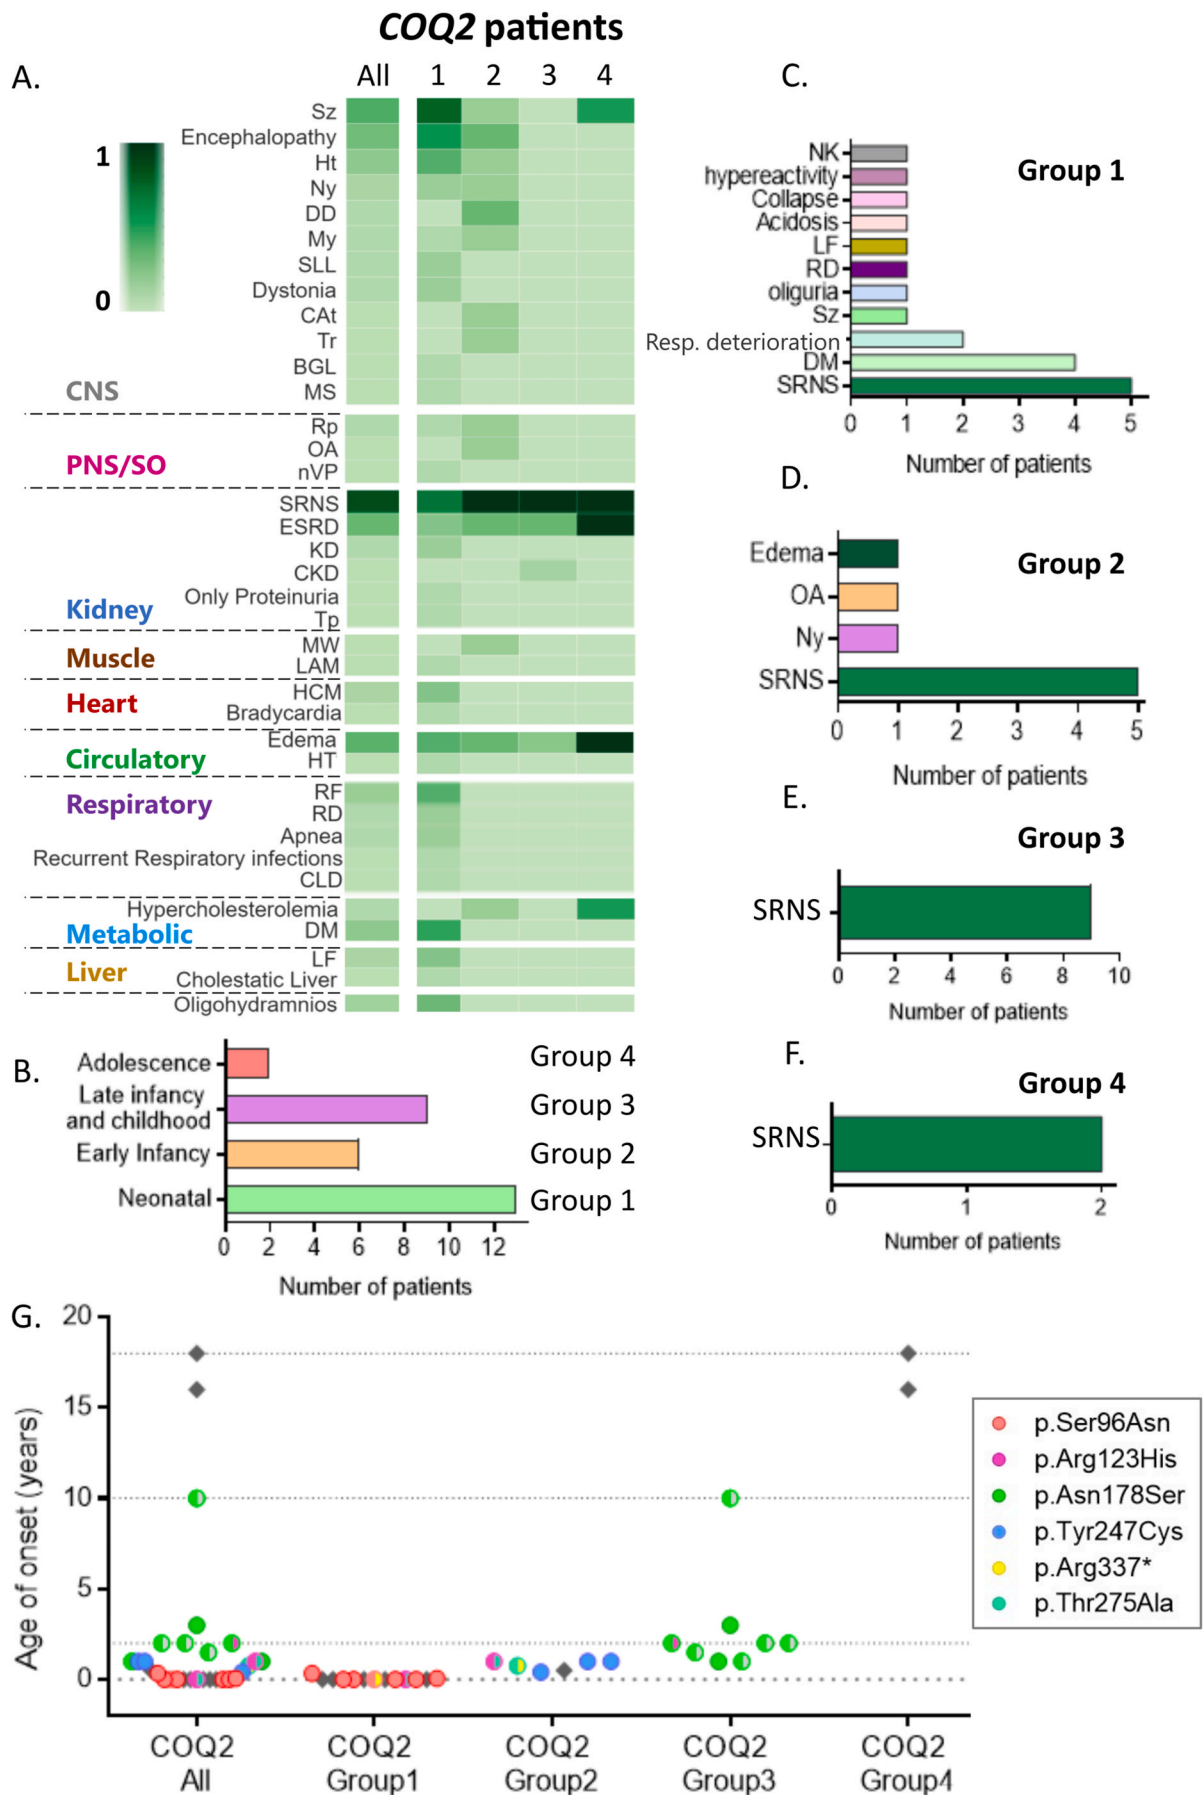 COQ2 patients
A.
All 1 2 3 4
1
0
Sz
Encephalopathy
Ht
Ny
DD
My
SLL
Dystonia
CAt
Tr
BGL
MS
CNS
Rp
OA
nVP
PNS/SO
SRNS
ESRD
KD
CKD
Only Proteinuria
Tp
Kidney
MW
LAM
Muscle
HCM
Bradycardia
Heart
Edema
HT
Circulatory
RF
RD
Apnea
Recurrent Respiratory infections
CLD
Respiratory
Hypercholesterolemia
DM
Metabolic
LF
Cholestatic Liver
Liver
Oligohydramnios
B.
Adolescence
Late infancy
and childhood
Early Infancy
Neonatal
Group 4
Group 3
Group 2
Group 1
0 2 4 6 8 10 12
Number of patients
C.
Group 1
NK
hypereactivity
Collapse
Acidosis
LF
RD
oliguria
Sz
Resp. deterioration
DM
SRNS
0 1 2 3 4 5
Number of patients
D.
Group 2
Edema
OA
Ny
SRNS
0 1 2 3 4 5
Number of patients
E.
Group 3
SRNS
0 2 4 6 8 10
Number of patients
F.
Group 4
SRNS
0 1 2
Number of patients
G.
Age of onset (years)
20
15
10
5
0
COQ2
All
COQ2
Group1
COQ2
Group2
COQ2
Group3
COQ2
Group4
p.Ser96Asn
p.Arg123His
p.Asn178Ser
p.Tyr247Cys
p.Arg337*
p.Thr275Ala